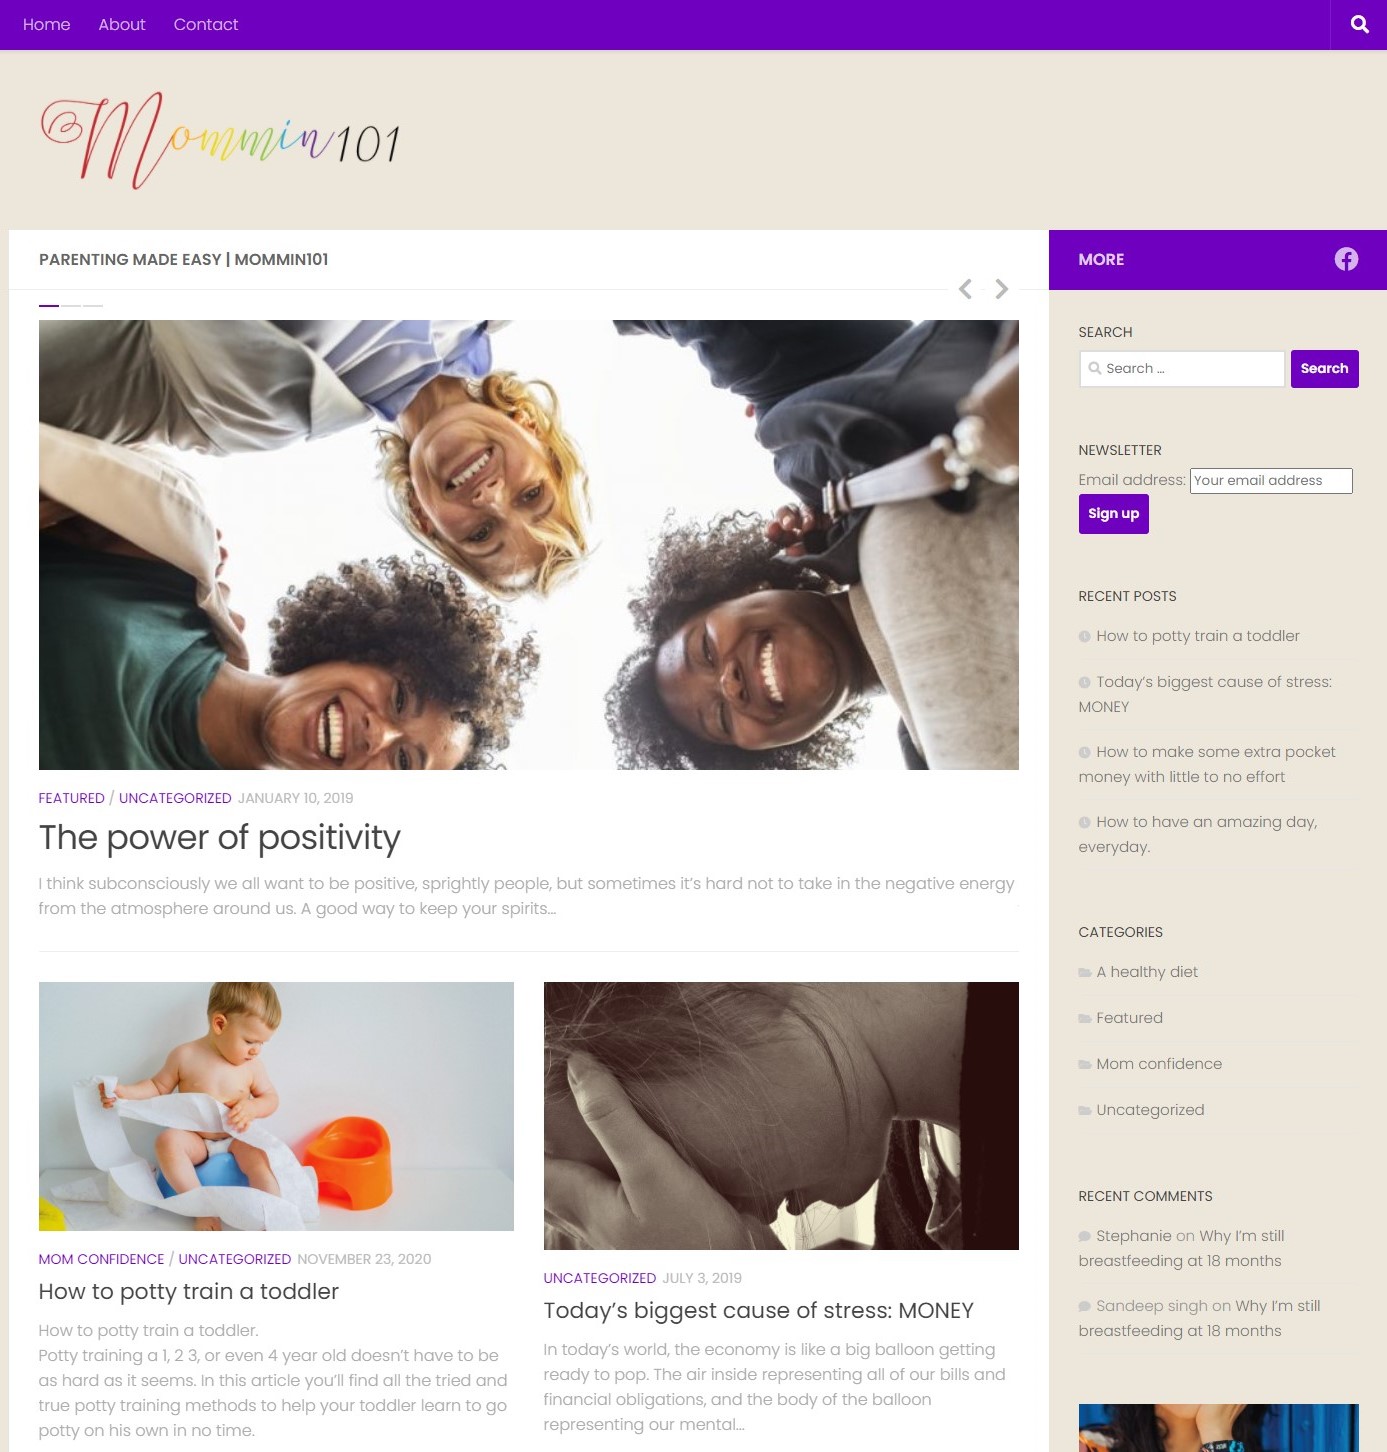 Home About Contact
Mommin101
PARENTING MADE EASY | MOMMIN101
FEATURED / UNCATEGORIZED JANUARY 10, 2019
The power of positivity
I think subconsciously we all want to be positive, sprightly people, but sometimes it’s hard not to take in the negative energy
from the atmosphere around us. A good way to keep your spirits...
MOM CONFIDENCE / UNCATEGORIZED NOVEMBER 23, 2020
How to potty train a toddler
How to potty train a toddler.
Potty training a 1, 2 3, or even 4 year old doesn’t have to be
as hard as it seems. In this article you’ll find all the tried and
true potty training methods to help your toddler learn to go
potty on his own in no time.
UNCATEGORIZED JULY 3, 2019
Today’s biggest cause of stress: MONEY
In today’s world, the economy is like a big balloon getting
ready to pop. The air inside representing all of our bills and
financial obligations, and the body of the balloon
representing our mental...
MORE
SEARCH
Search …
Search
NEWSLETTER
Email address: Your email address
Sign up
RECENT POSTS
How to potty train a toddler
Today’s biggest cause of stress:
MONEY
How to make some extra pocket
money with little to no effort
How to have an amazing day,
everyday.
CATEGORIES
A healthy diet
Featured
Mom confidence
Uncategorized
RECENT COMMENTS
Stephanie on Why I’m still
breastfeeding at 18 months
Sandeep singh on Why I’m still
breastfeeding at 18 months